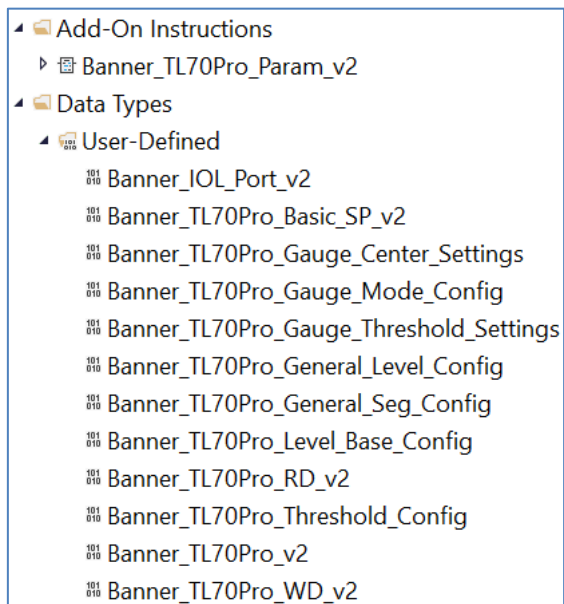 Add-On Instructions
Banner_TL70Pro_Param_v2
Data Types
User-Defined
Banner_IOL_Port_v2
Banner_TL70Pro_Basic_SP_v2
Banner_TL70Pro_Gauge_Center_Settings
Banner_TL70Pro_Gauge_Mode_Config
Banner_TL70Pro_Gauge_Threshold_Settings
Banner_TL70Pro_General_Level_Config
Banner_TL70Pro_General_Seg_Config
Banner_TL70Pro_Level_Base_Config
Banner_TL70Pro_RD_v2
Banner_TL70Pro_Threshold_Config
Banner_TL70Pro_v2
Banner_TL70Pro_WD_v2